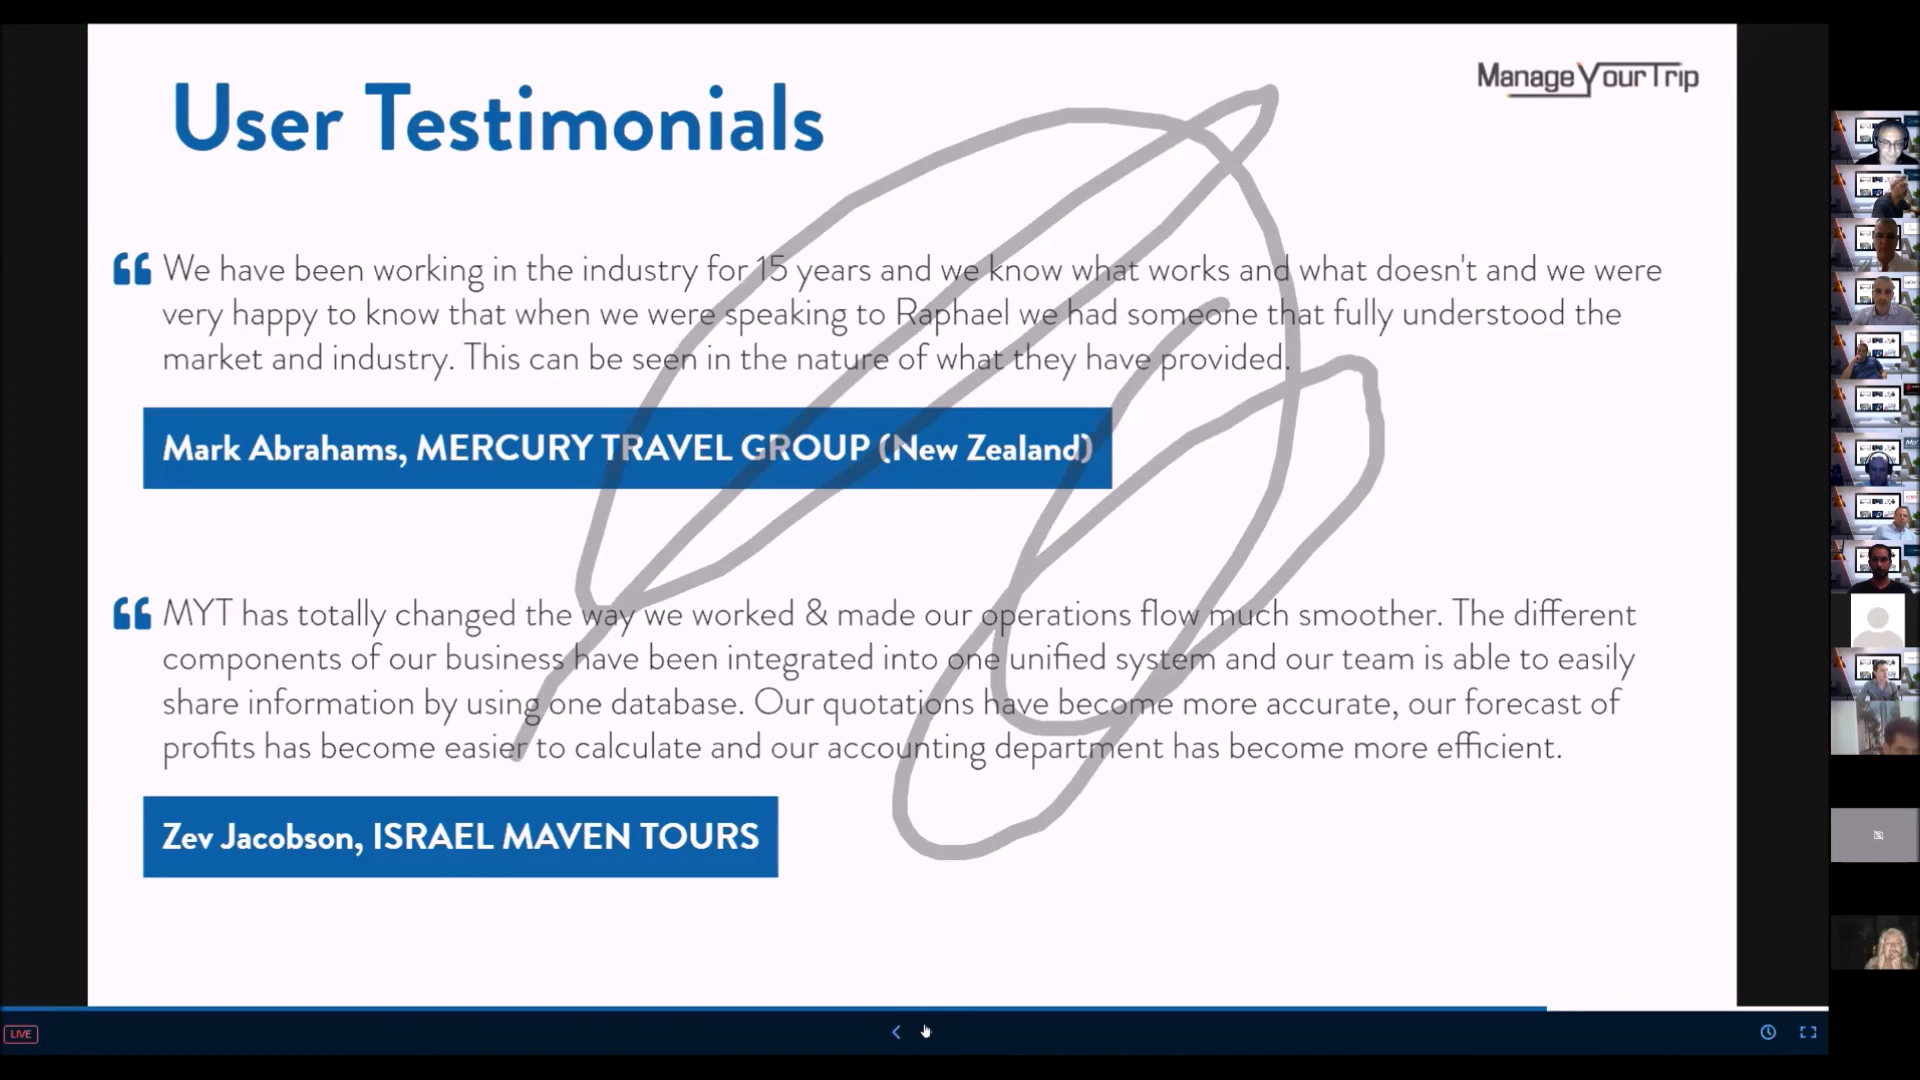 User Testimonials
ManageYourTrip
We have been working in the industry for 15 years and we know what works and what doesn't and we were
very happy to know that when we were speaking to Raphael we had someone that fully understood the
market and industry. This can be seen in the nature of what they have provided.
Mark Abrahams, MERCURY TRAVEL GROUP (New Zealand)
MYT has totally changed the way we worked & made our operations flow much smoother. The different
components of our business have been integrated into one unified system and our team is able to easily
share information by using one database. Our quotations have become more accurate, our forecast of
profits has become easier to calculate and our accounting department has become more efficient.
Zev Jacobson, ISRAEL MAVEN TOURS
LIVE